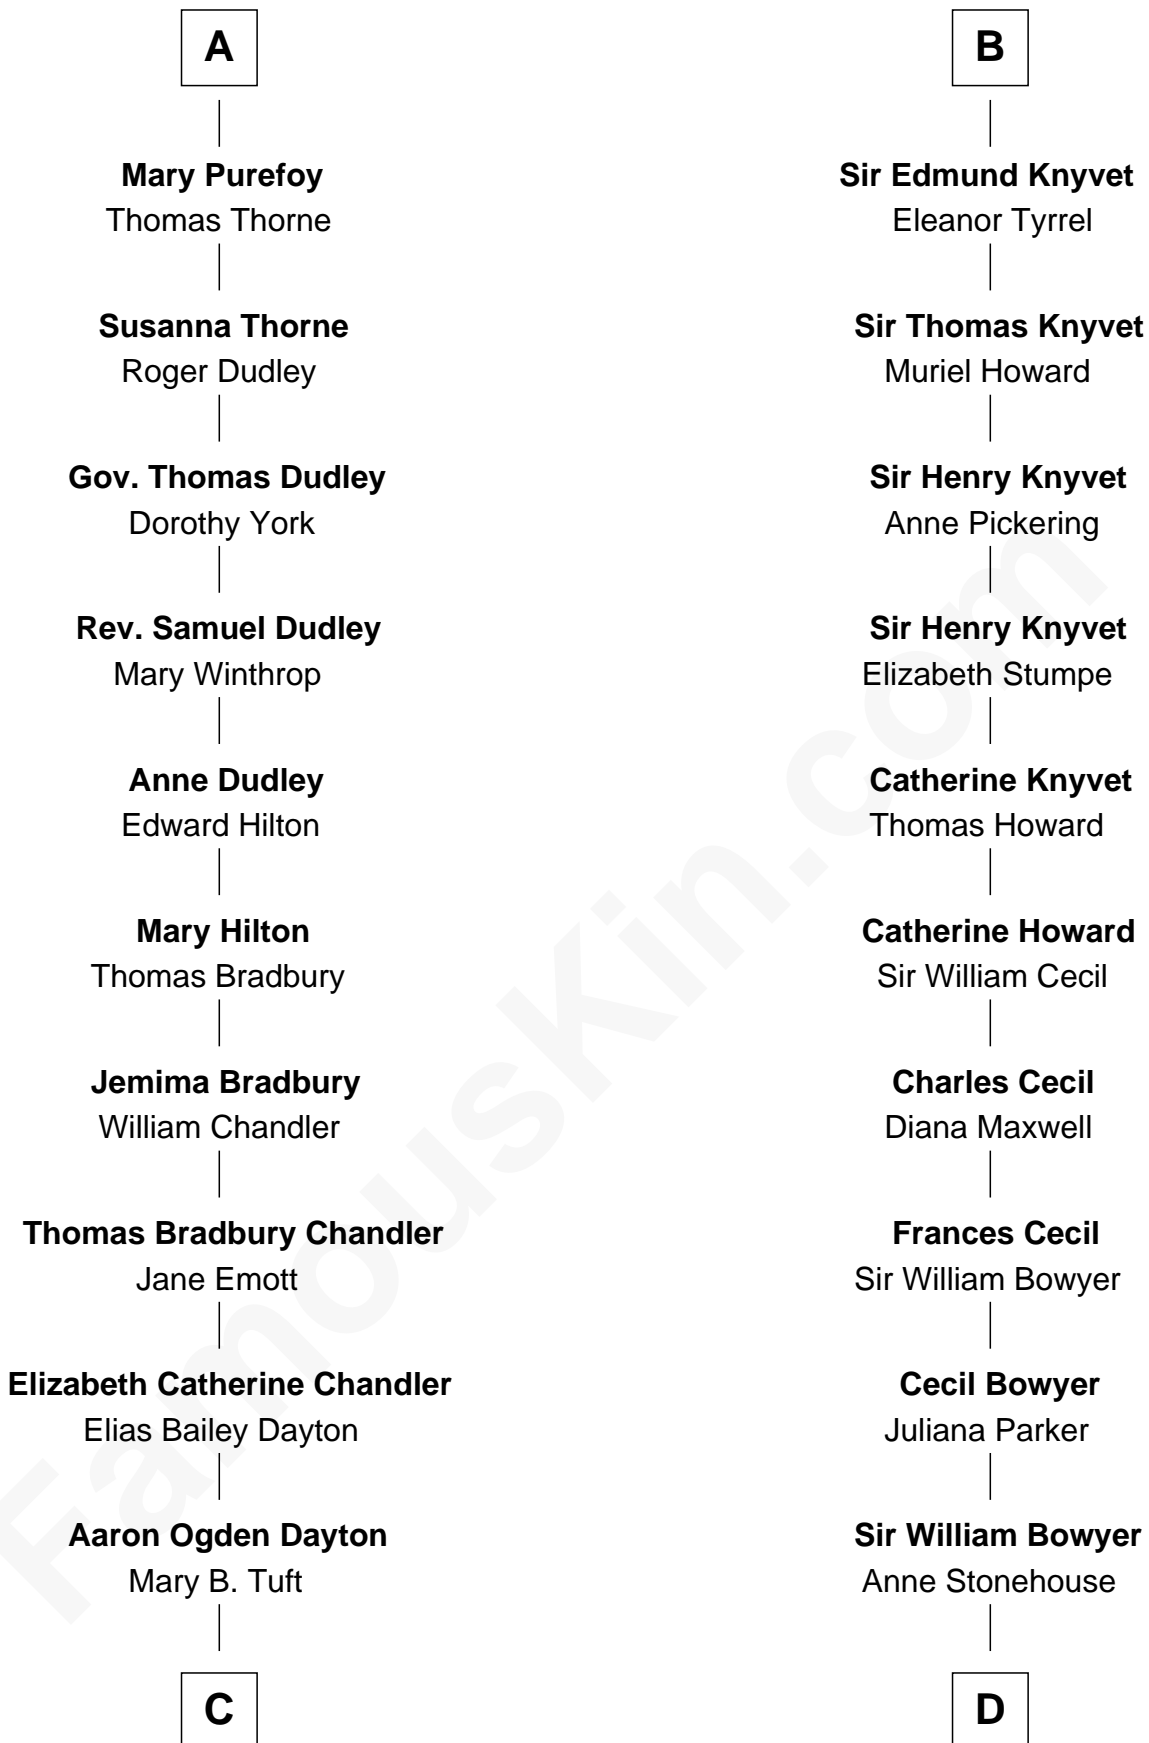 A
Mary Purefoy
Thomas Thorne
Susanna Thorne
Roger Dudley
Gov. Thomas Dudley
Dorothy York
Rev. Samuel Dudley
Mary Winthrop
Anne Dudley
Edward Hilton
Mary Hilton
Thomas Bradbury
Jemima Bradbury
William Chandler
Thomas Bradbury Chandler
Jane Emott
Elizabeth Catherine Chandler
Elias Bailey Dayton
Aaron Ogden Dayton
Mary B. Tuft
C
B
Sir Edmund Knyvet
Eleanor Tyrrel
Sir Thomas Knyvet
Muriel Howard
Sir Henry Knyvet
Anne Pickering
Sir Henry Knyvet
Elizabeth Stumpe
Catherine Knyvet
Thomas Howard
Catherine Howard
Sir William Cecil
Charles Cecil
Diana Maxwell
Frances Cecil
Sir William Bowyer
Cecil Bowyer
Juliana Parker
Sir William Bowyer
Anne Stonehouse
D
FamousKin.com